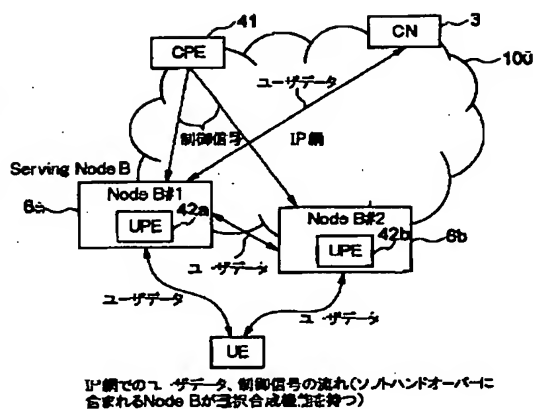 41
CPE
CN
3
100
ユーザデータ
制御信号
IP網
Serving Node B
Node B#1
6a
42a
UPE
Node B#2
42b
UPE
6b
ユーザデータ
ユーザデータ
ユーザデータ
UE
IP網でのユーザデータ、制御信号の流れ(ソフトハンドオーバーに
含まれるNode Bが選択合成機能を持つ)